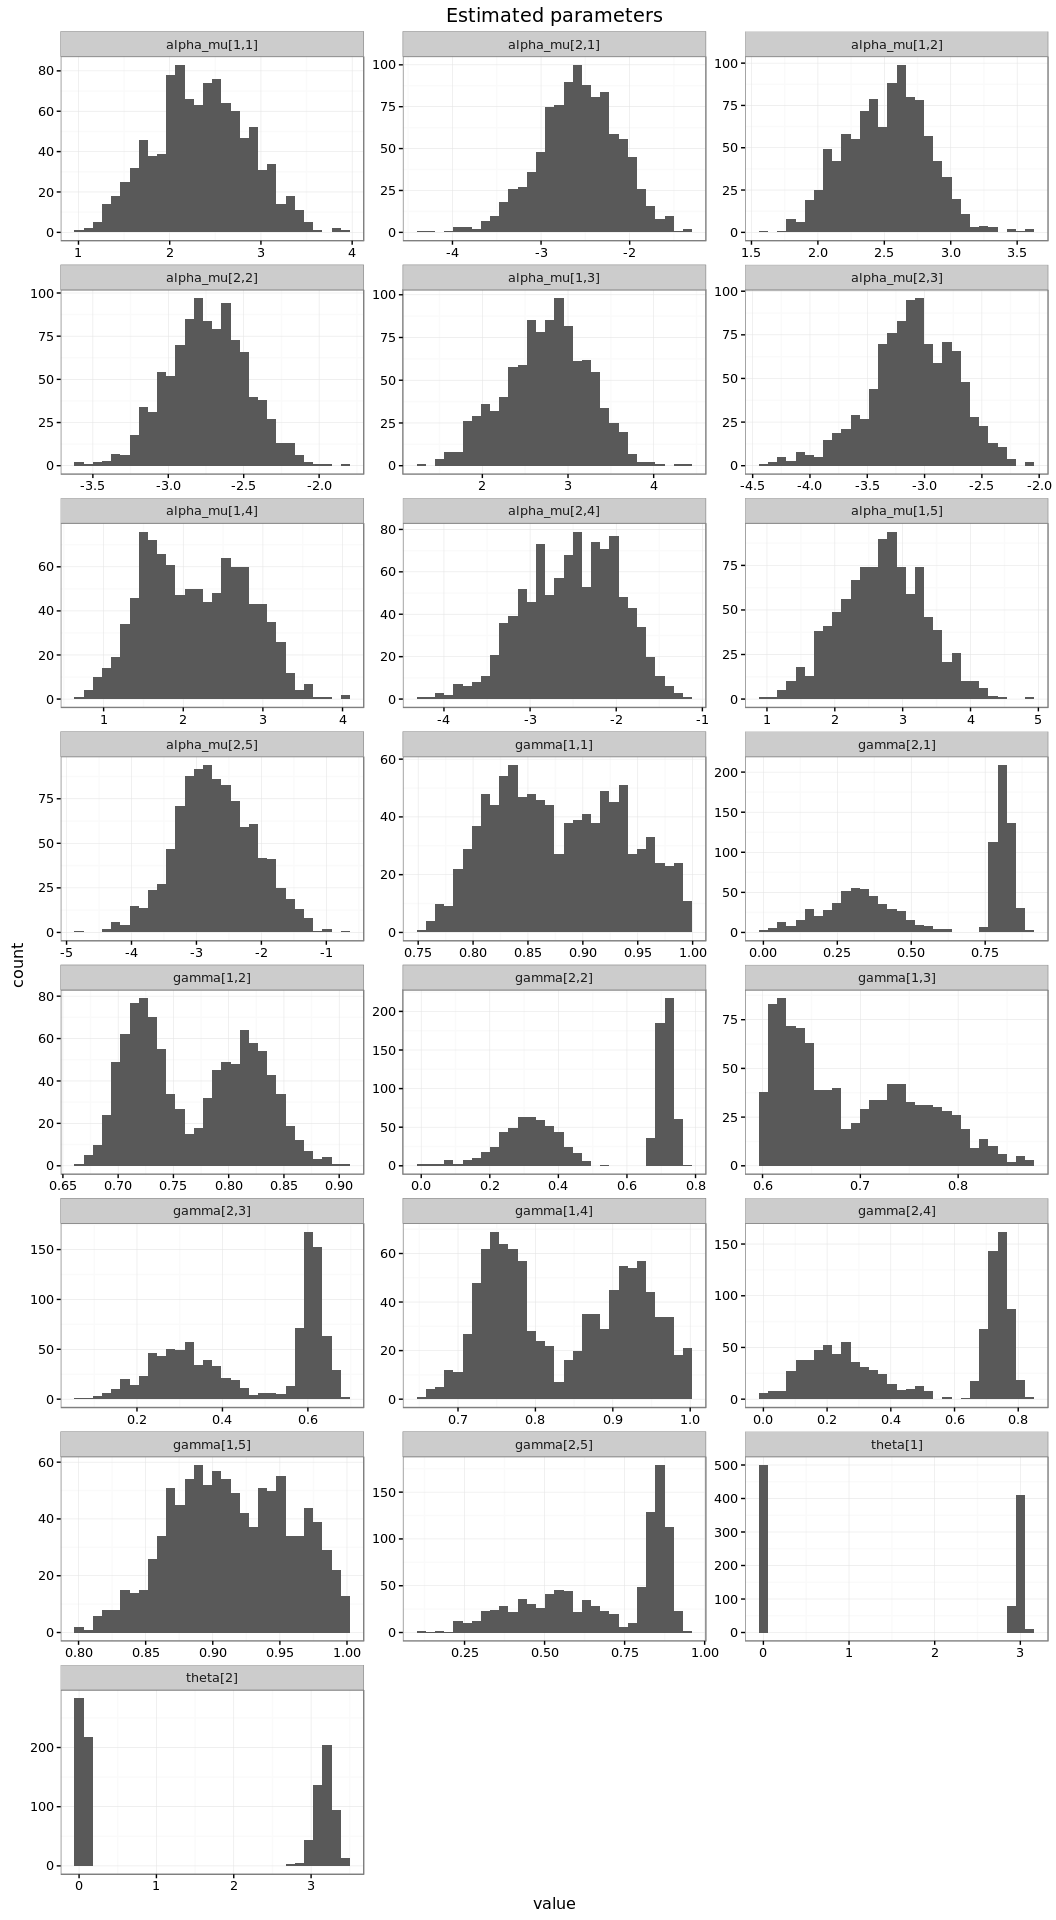 Estimated parameters
alpha_mu[1,1] alpha_mu[2,1] alpha_mu[1,2]
80 100 100
60 75 75
40 50 50
20 25 25
0 0 0
1 2 3 4 -4 -3 -2 1.5 2.0 2.5 3.0 3.5
alpha_mu[2,2] alpha_mu[1,3] alpha_mu[2,3]
100 100 100
75 75 75
50 50 50
25 25 25
0 0 0
-3.5 -3.0 -2.5 -2.0 2 3 4 -4.5 -4.0 -3.5 -3.0 -2.5 -2.0
alpha_mu[1,4] alpha_mu[2,4] alpha_mu[1,5]
80
60 60 75
40 40 50
20 20 25
0 0 0
1 2 3 4 -4 -3 -2 -1 1 2 3 4 5
alpha_mu[2,5] gamma[1,1] gamma[2,1]
60 200
75 40 150
50 100
25 20 50
0 0 0
-5 -4 -3 -2 -1 0.75 0.80 0.85 0.90 0.95 1.00 0.00 0.25 0.50 0.75
count
gamma[1,2] gamma[2,2] gamma[1,3]
80 200 75
60 150
40 100 50
20 50 25
0 0 0
0.65 0.70 0.75 0.80 0.85 0.90 0.0 0.2 0.4 0.6 0.8 0.6 0.7 0.8
gamma[2,3] gamma[1,4] gamma[2,4]
150 60 150
100 40 100
50 20 50
0 0 0
0.2 0.4 0.6 0.7 0.8 0.9 1.0 0.0 0.2 0.4 0.6 0.8
gamma[1,5] gamma[2,5] theta[1]
60 500
150 400
40 100 300
20 50 200
100
0 0 0
0.80 0.85 0.90 0.95 1.00 0.25 0.50 0.75 1.00 0 1 2 3
theta[2]
200
100
0
0 1 2 3
value